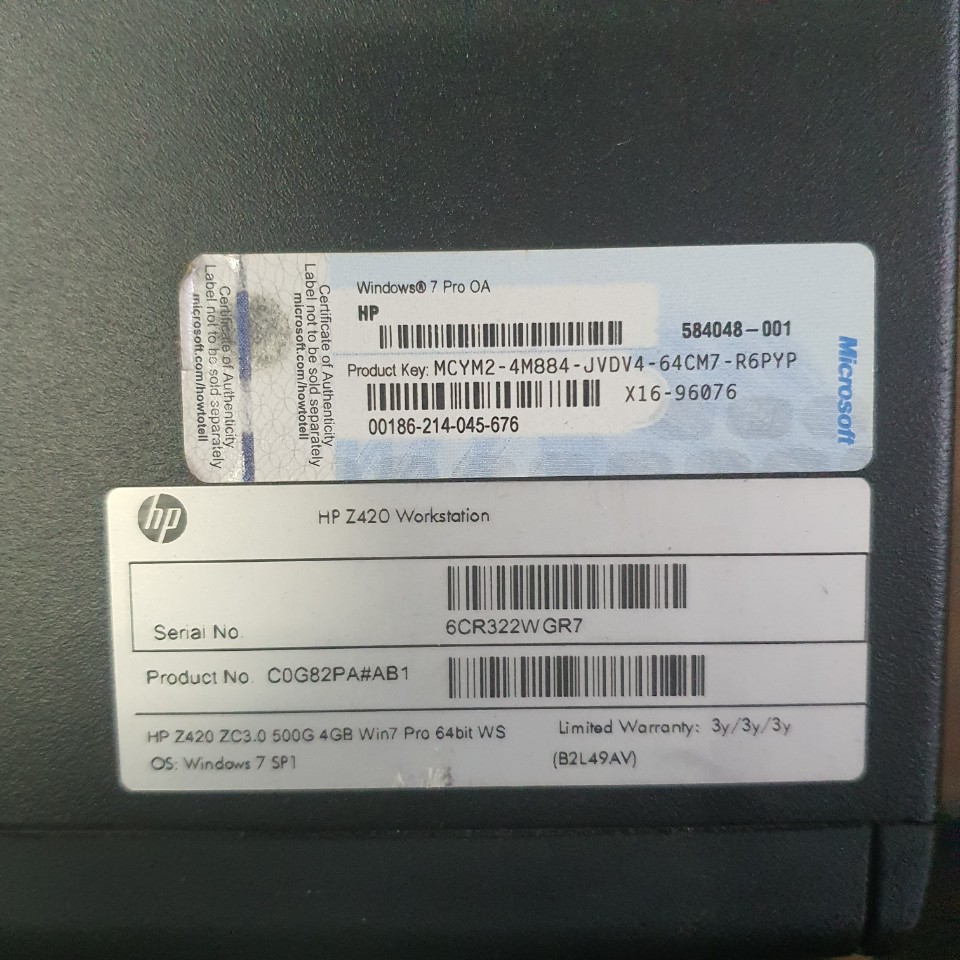 Certificate of Authenticity
Label not to be sold separately
microsoft.com/howtotell
Certificate of Authenticity
Label not to be sold separately
microsoft.com/howtotell
Windows® 7 Pro OA
HP
584048-001
Product Key: MCYM2-4M884-JVDV4-64CM7-R6PYP
X16-96076
00186-214-045-676
Microsoft
hp
HP Z420 Workstation
Serial No.
6CR322WGR7
Product No. C0G82PA#AB1
HP Z420 ZC3.0 500G 4GB Win7 Pro 64bit WS
Limited Warranty: 3y/3y/3y
OS: Windows 7 SP1
(B2L49AV)